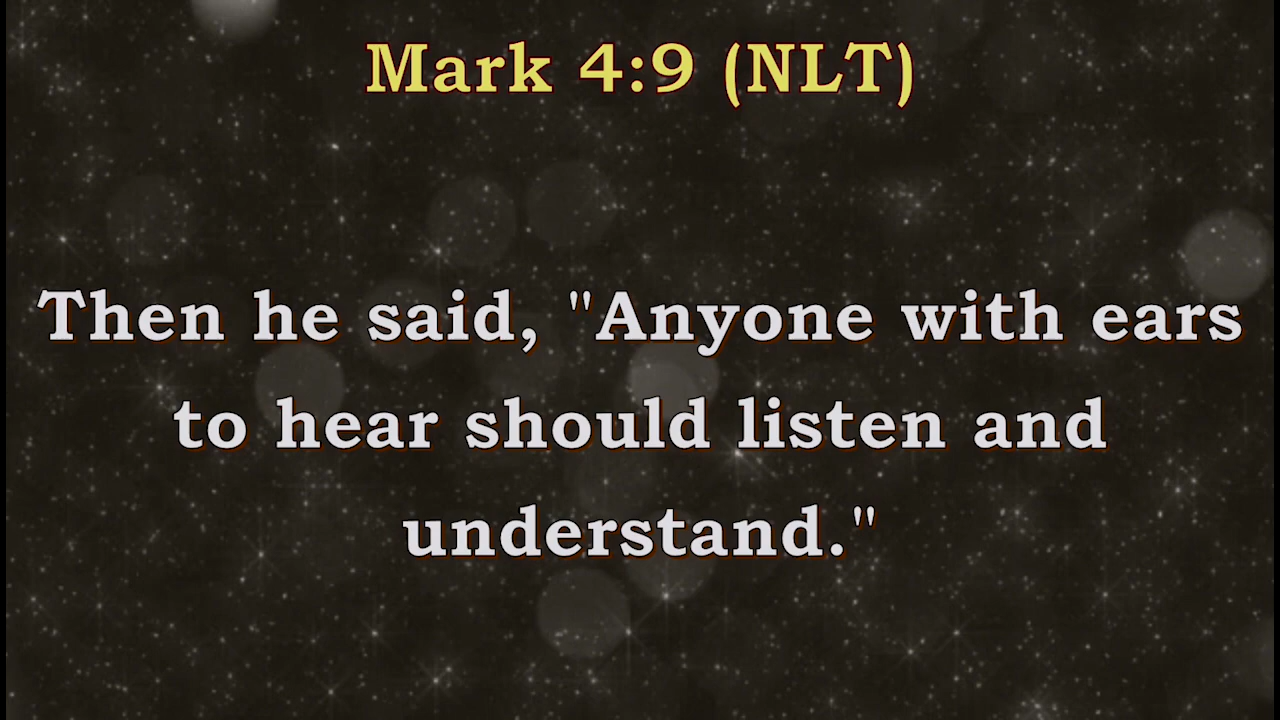 Mark 4:9 (NLT)
Then he said, "Anyone with ears
to hear should listen and
understand."